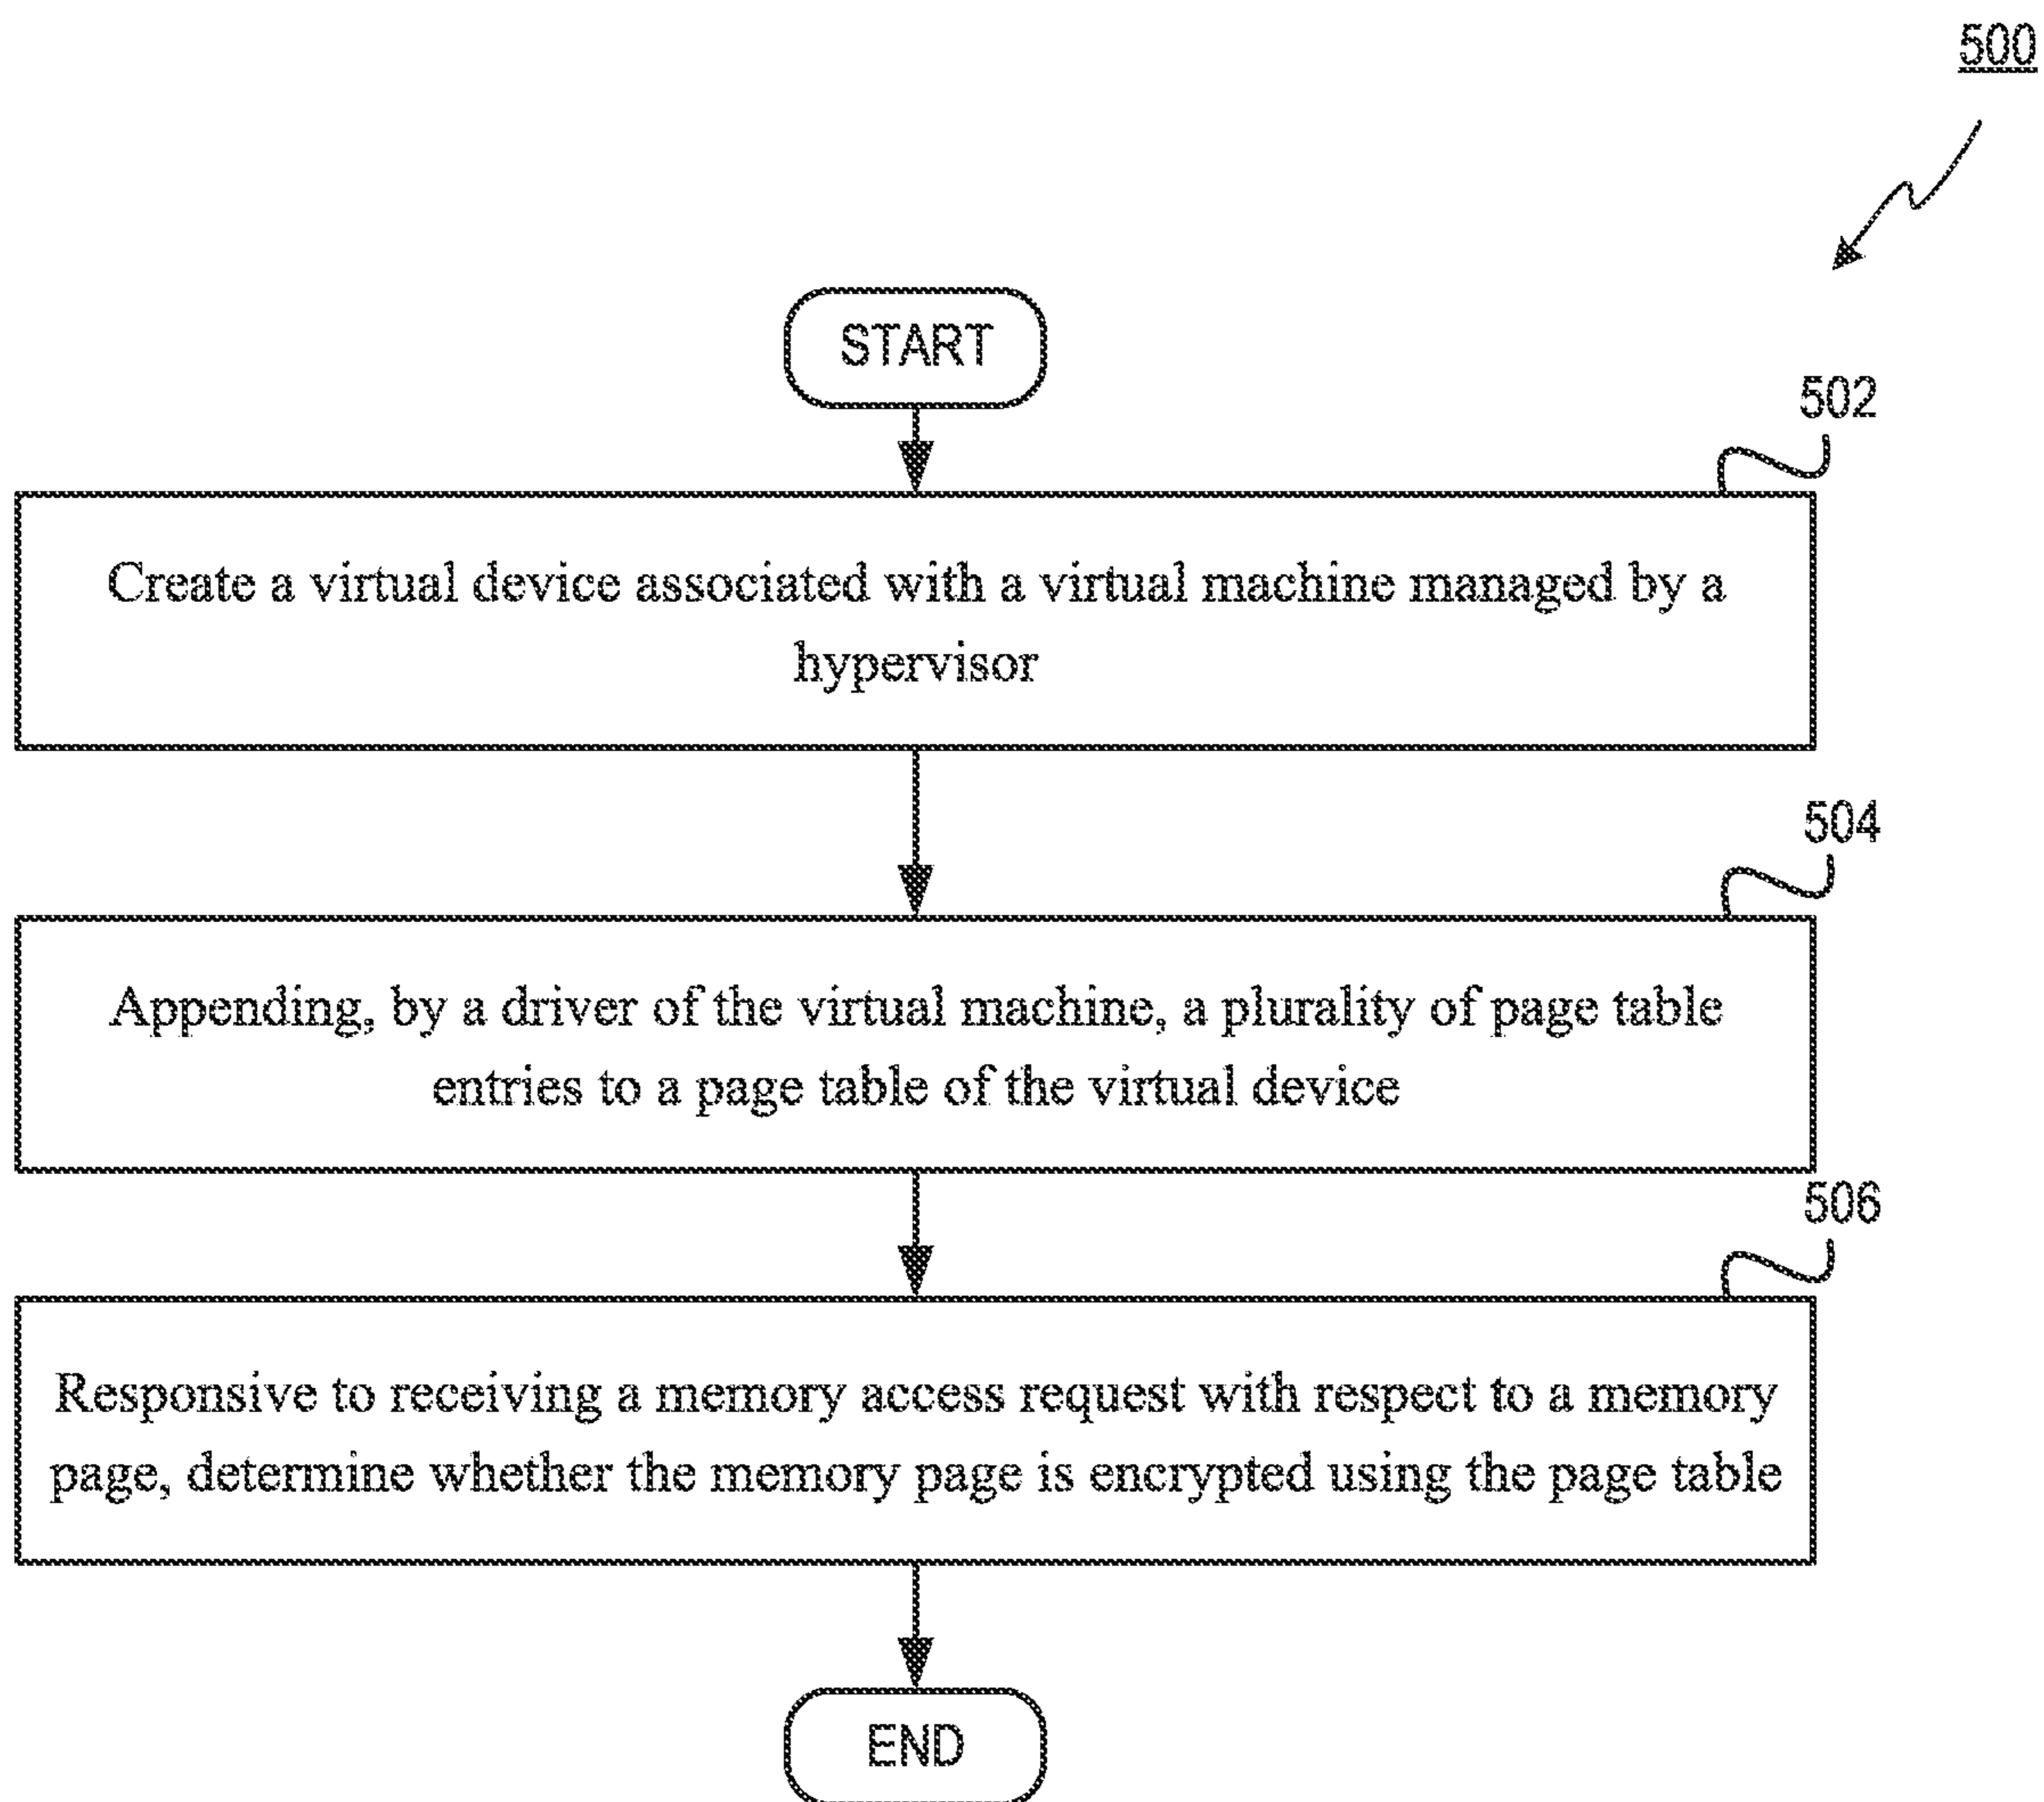 500
START
502
Create a virtual device associated with a virtual machine managed by a
hypervisor
504
Appending, by a driver of the virtual machine, a plurality of page table
entries to a page table of the virtual device
506
Responsive to receiving a memory access request with respect to a memory
page, determine whether the memory page is encrypted using the page table
END